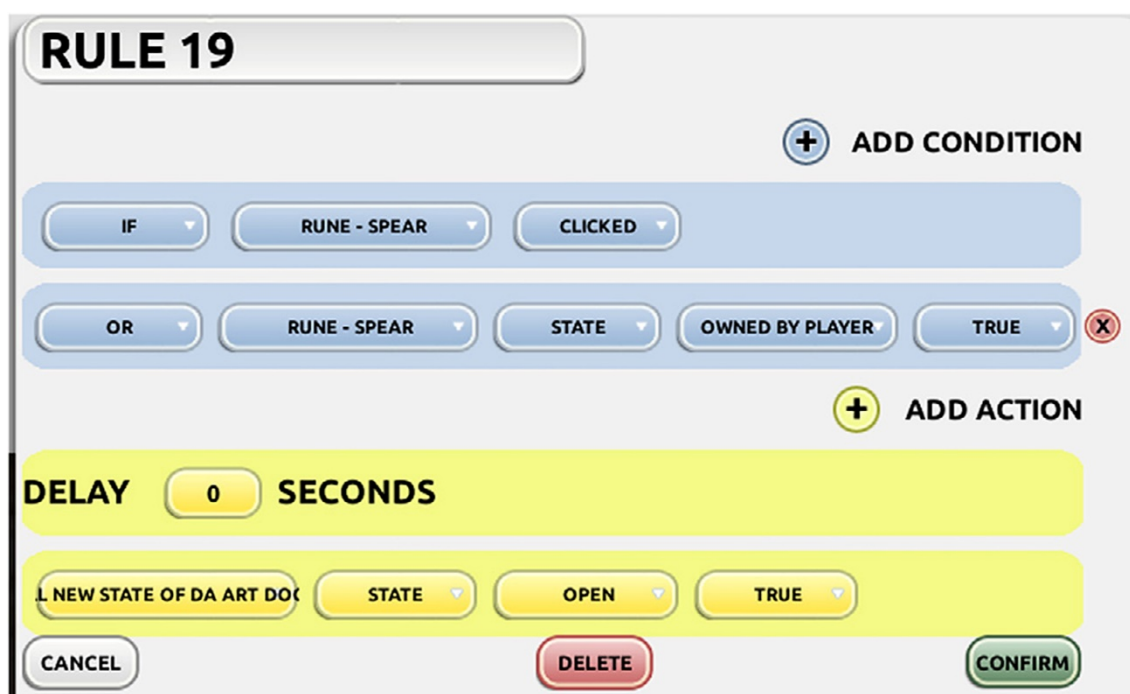 RULE 19
+ ADD CONDITION
IF RUNE - SPEAR CLICKED
OR RUNE - SPEAR STATE OWNED BY PLAYER TRUE X
+ ADD ACTION
DELAY 0 SECONDS
L NEW STATE OF DA ART DOO STATE OPEN TRUE
CANCEL DELETE CONFIRM